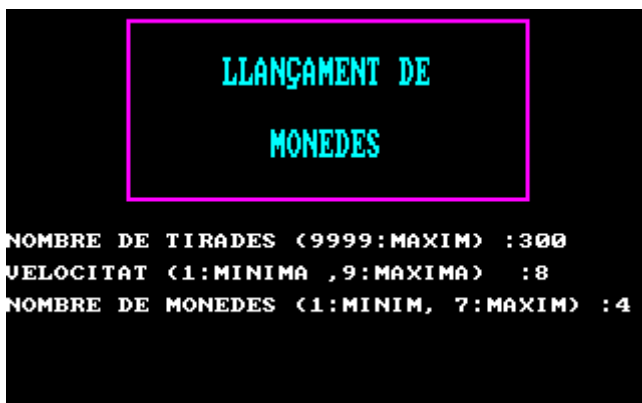 LLANÇAMENT DE
MONEDES
NOMBRE DE TIRADES (9999:MAXIM) :300
VELOCITAT (1:MINIMA ,9:MAXIMA) :8
NOMBRE DE MONEDES (1:MINIM, 7:MAXIM) :4